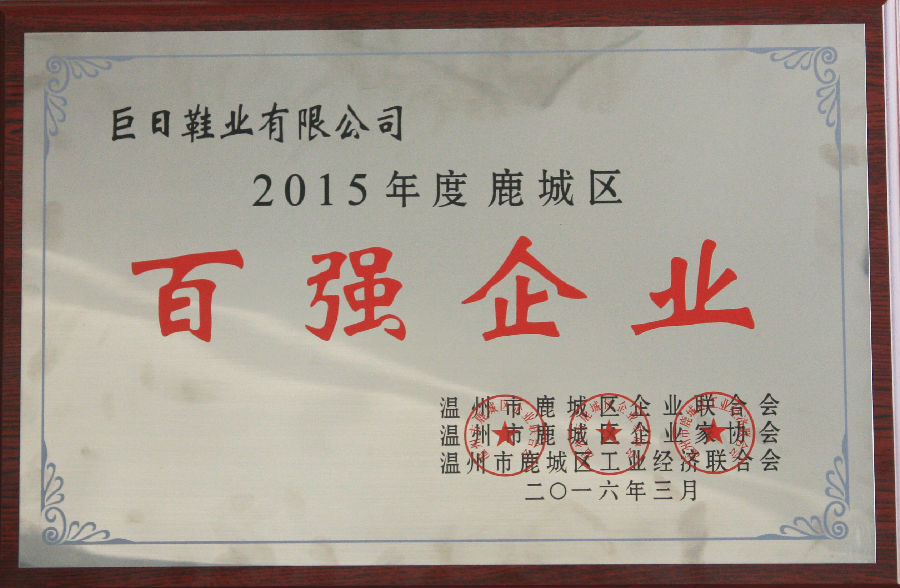 巨日鞋业有限公司
2015年度鹿城区
百强企业
温州市鹿城区企业联合会
温州市鹿城区企业家协会
温州市鹿城区工业经济联合会
二〇一六年三月